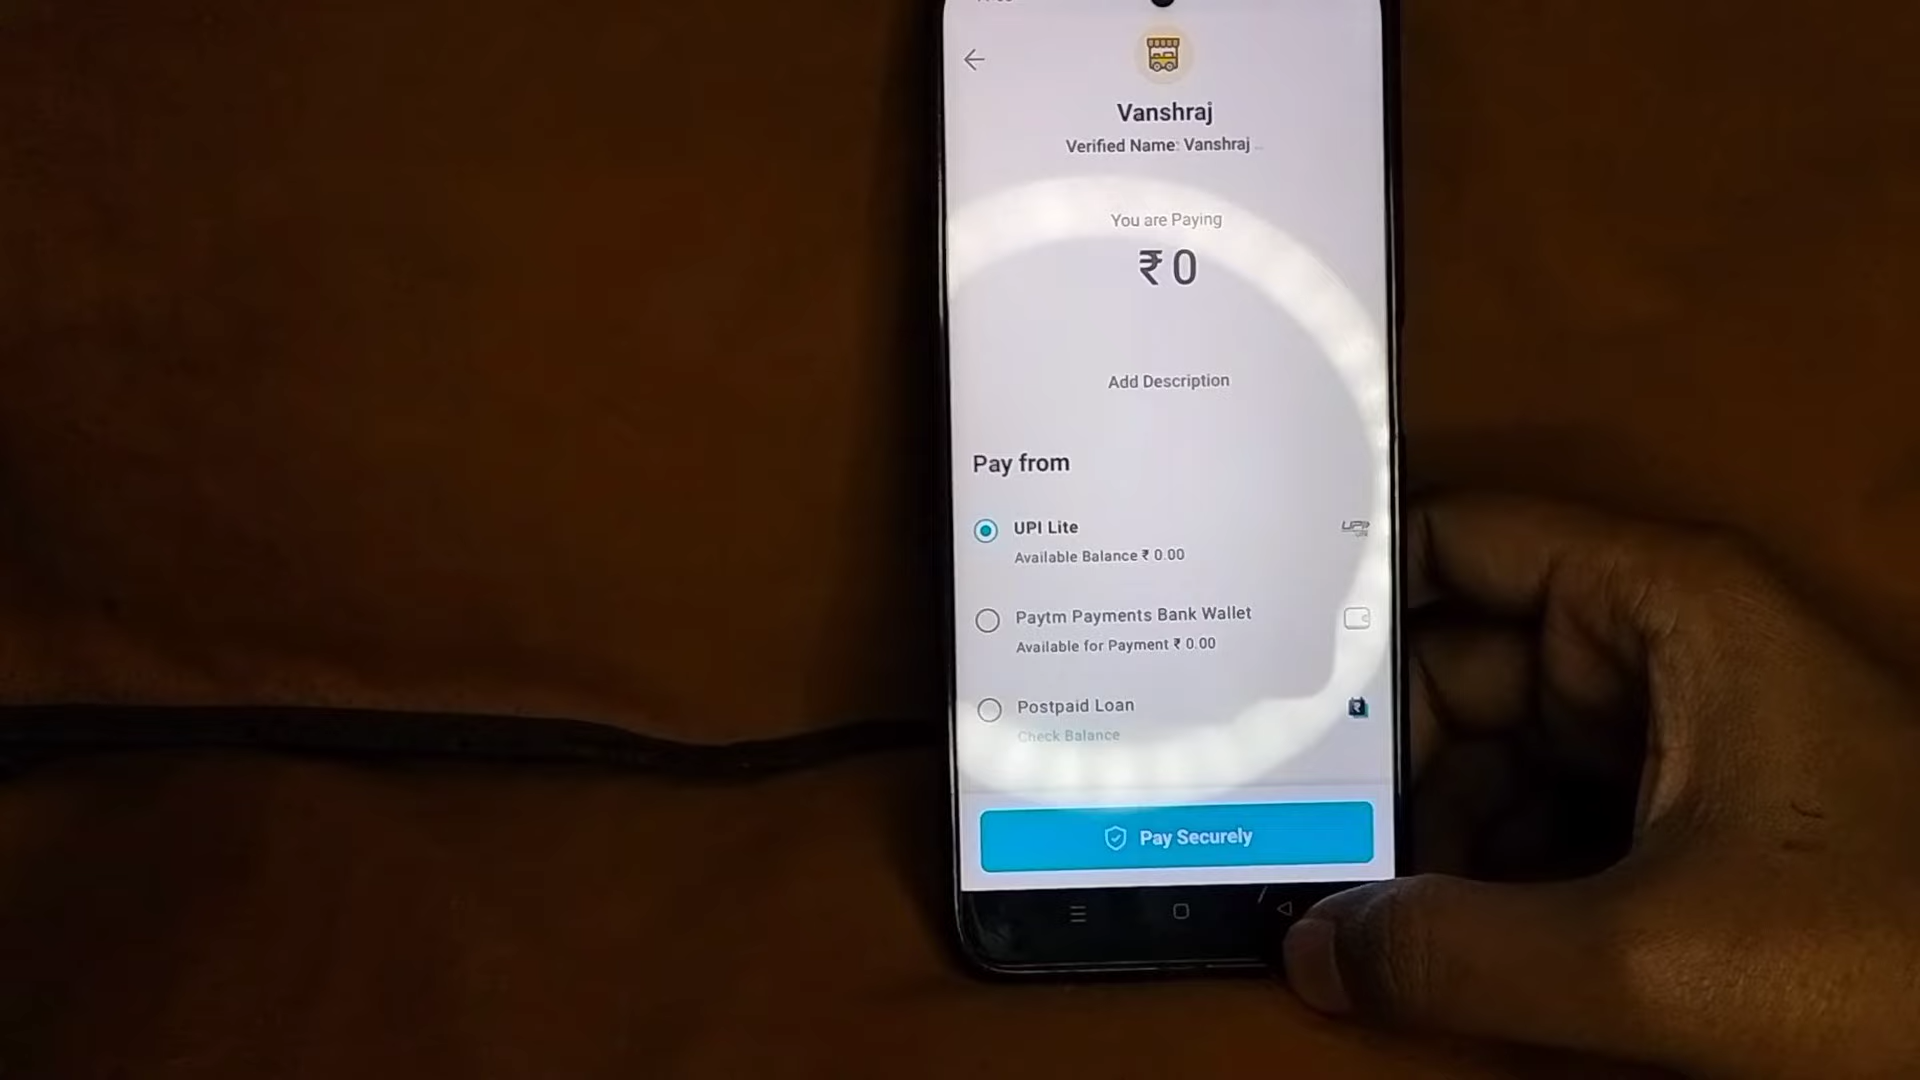 Vanshraj
Verified Name: Vanshraj
You are Paying
₹0
Add Description
Pay from
UPI Lite
Available Balance ₹ 0.00
Paytm Payments Bank Wallet
Available for Payment ₹ 0.00
Postpaid Loan
Check Balance
Pay Securely